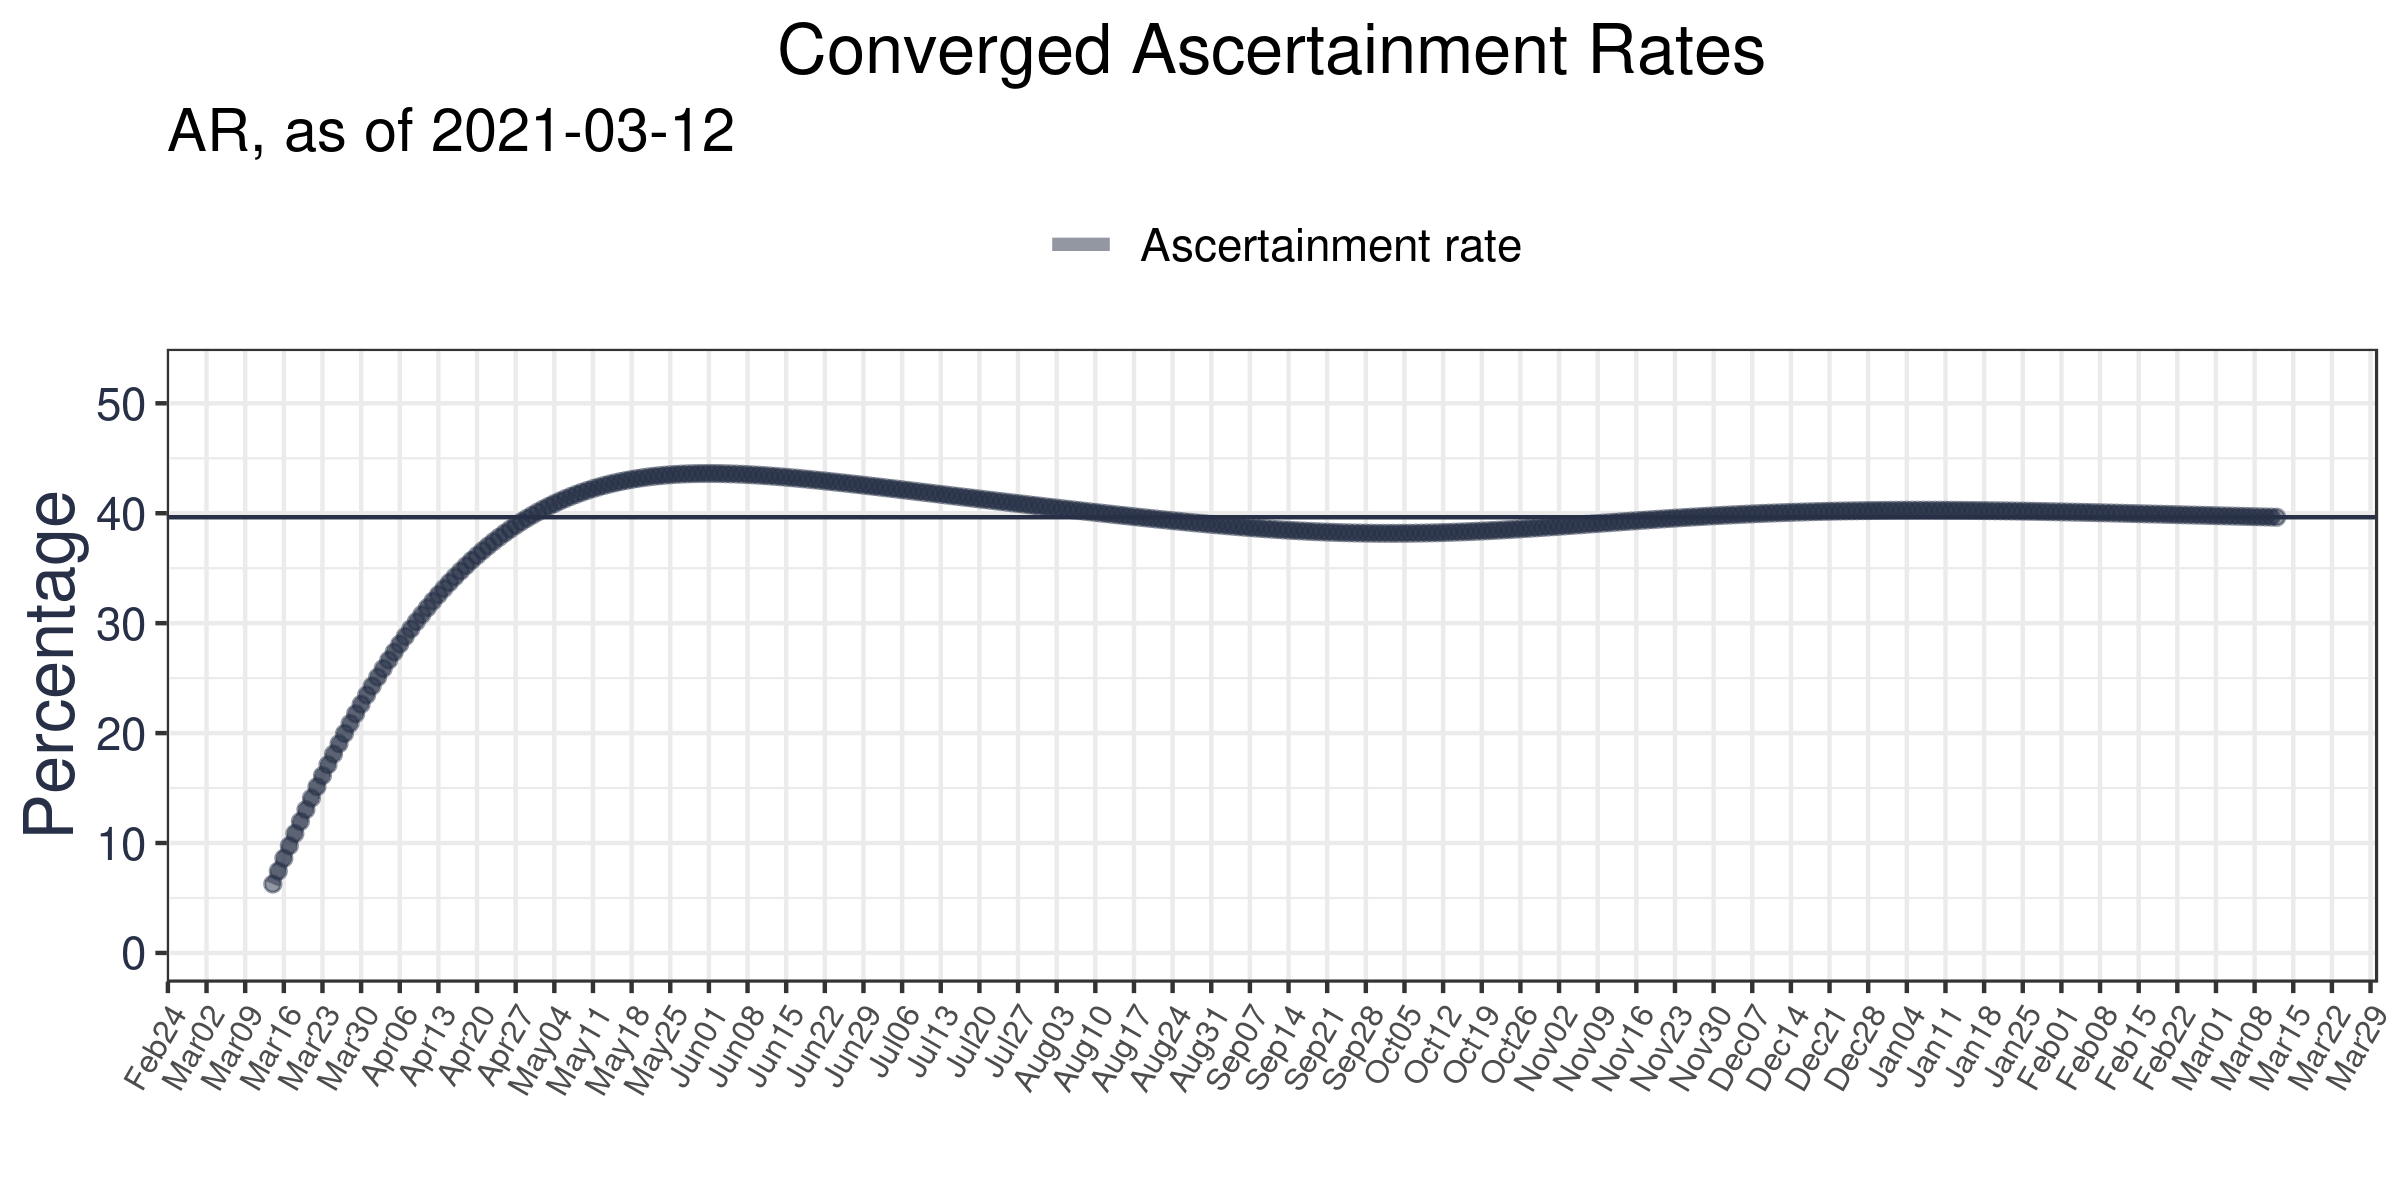 Converged Ascertainment Rates
AR, as of 2021-03-12
Ascertainment rate
Percentage
50
40
30
20
10
0
Feb24 Mar02 Mar09 Mar16 Mar23 Mar30 Apr06 Apr13 Apr20 Apr27 May04 May11 May18 May25 Jun01 Jun08 Jun15 Jun22 Jun29 Jul06 Jul13 Jul20 Jul27 Aug03 Aug10 Aug17 Aug24 Aug31 Sep07 Sep14 Sep21 Sep28 Oct05 Oct12 Oct19 Oct26 Nov02 Nov09 Nov16 Nov23 Nov30 Dec07 Dec14 Dec21 Dec28 Jan04 Jan11 Jan18 Jan25 Feb01 Feb08 Feb15 Feb22 Mar01 Mar08 Mar15 Mar22 Mar29